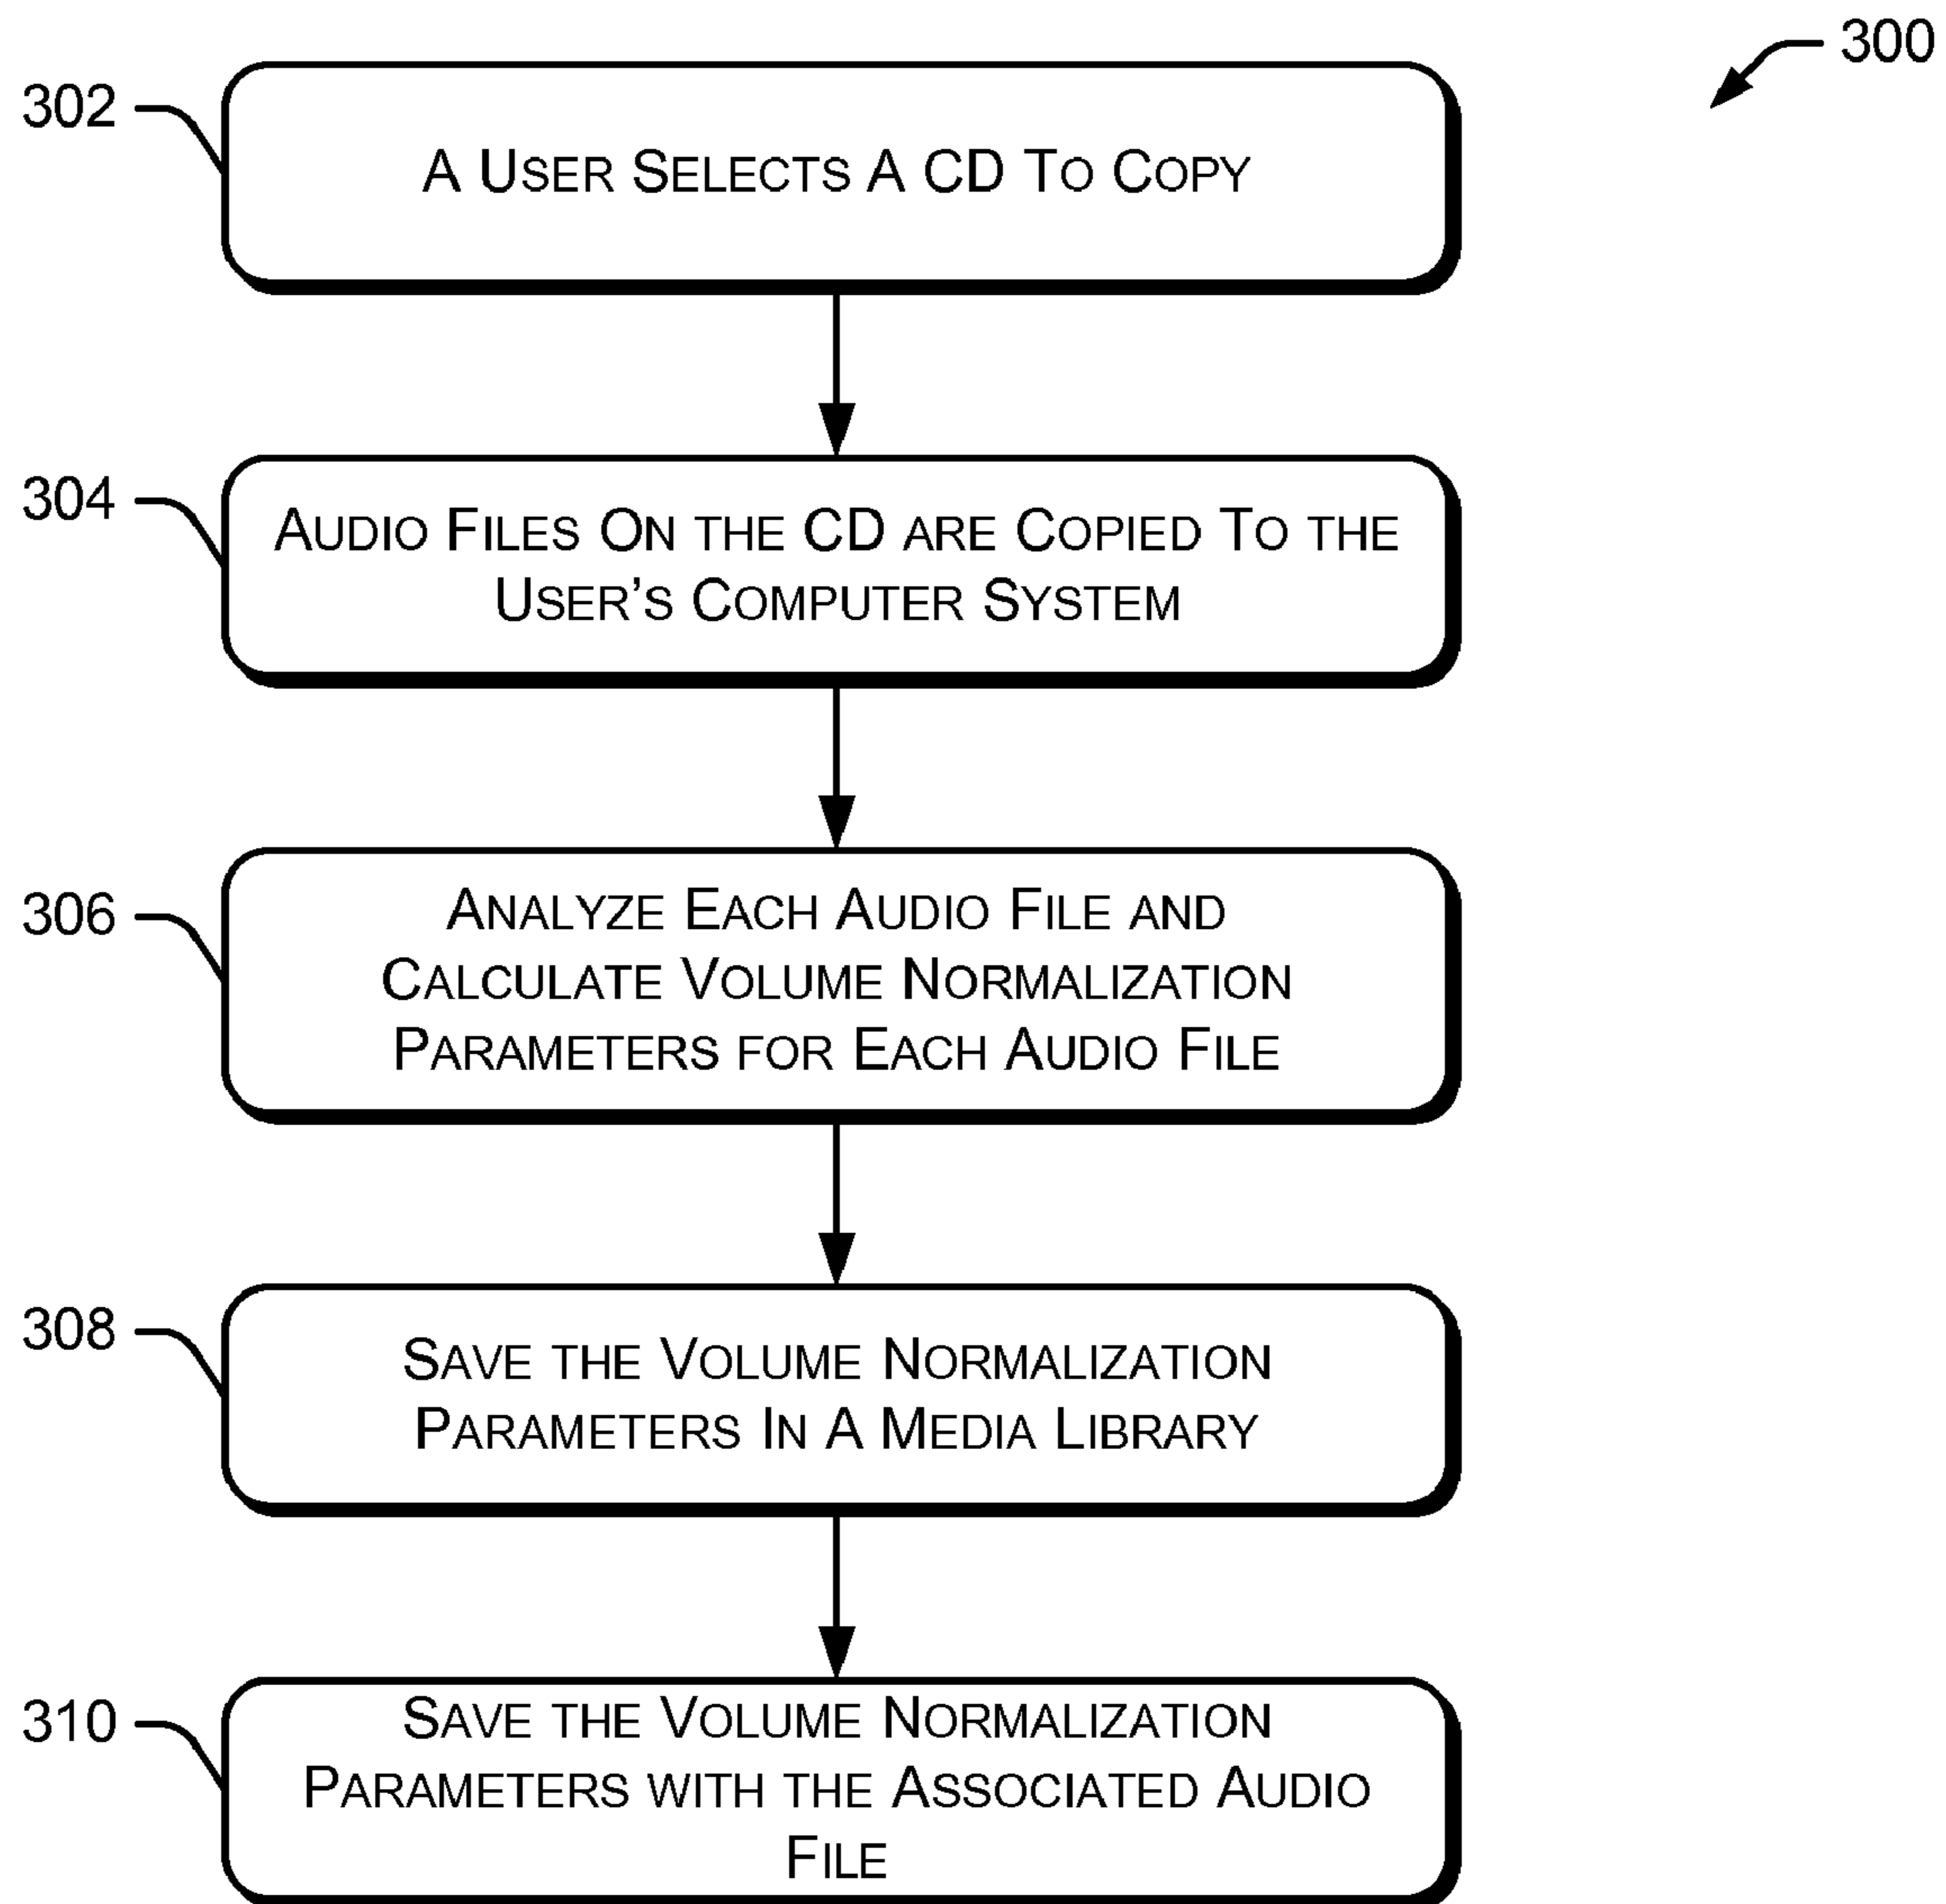 300
302
A User Selects A CD To Copy
304
Audio Files On the CD are Copied To the
User's Computer System
306
Analyze Each Audio File and
Calculate Volume Normalization
Parameters for Each Audio File
308
Save the Volume Normalization
Parameters In A Media Library
310
Save the Volume Normalization
Parameters with the Associated Audio
File